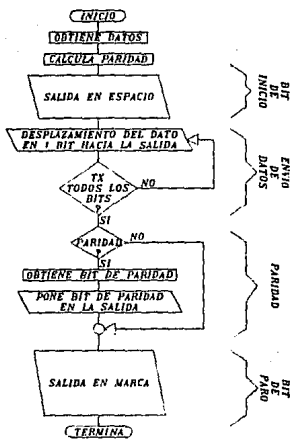 INICIO
OBTIENE DATOS
CALCULA PARIDAD
SALIDA EN ESPACIO
BIT
DE
INICIO
DESPLAZAMIENTO DEL DATO
EN 1 BIT HACIA LA SALIDA
TX
TODOS LOS
BITS
?
NO
SI
ENVIO
DE
DATOS
PARIDAD
?
NO
SI
OBTIENE BIT DE PARIDAD
PONE BIT DE PARIDAD
EN LA SALIDA
PARIDAD
SALIDA EN MARCA
BIT
DE
PARO
TERMINA